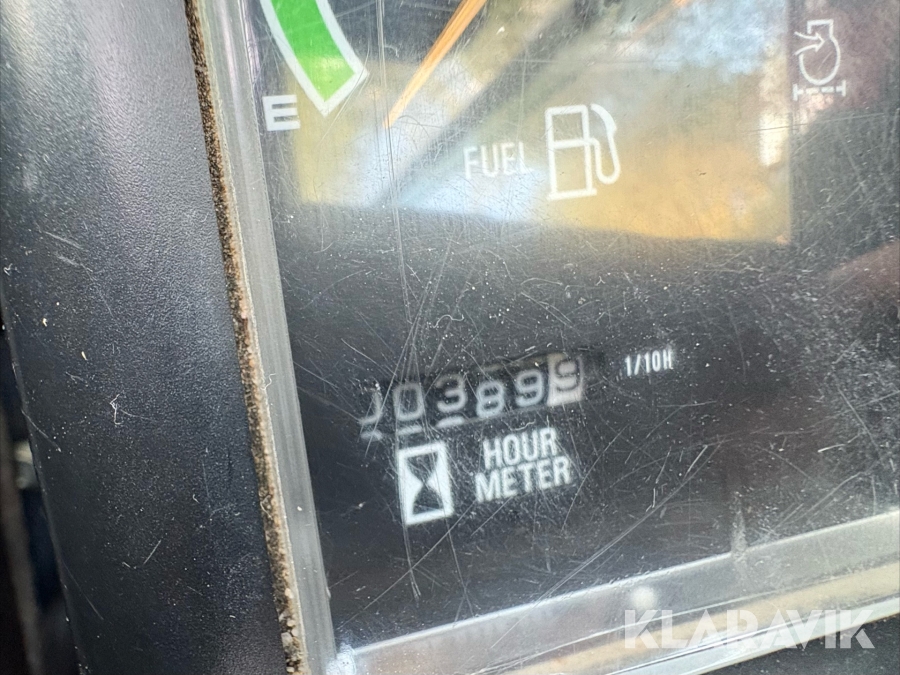 E
FUEL
003899
1/10H
HOUR
METER
KLARAVIK